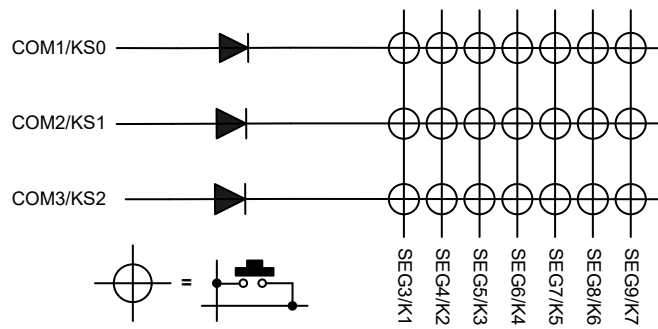 COM1/KS0
COM2/KS1
COM3/KS2
=
SEG3/K1
SEG4/K2
SEG5/K3
SEG6/K4
SEG7/K5
SEG8/K6
SEG9/K7